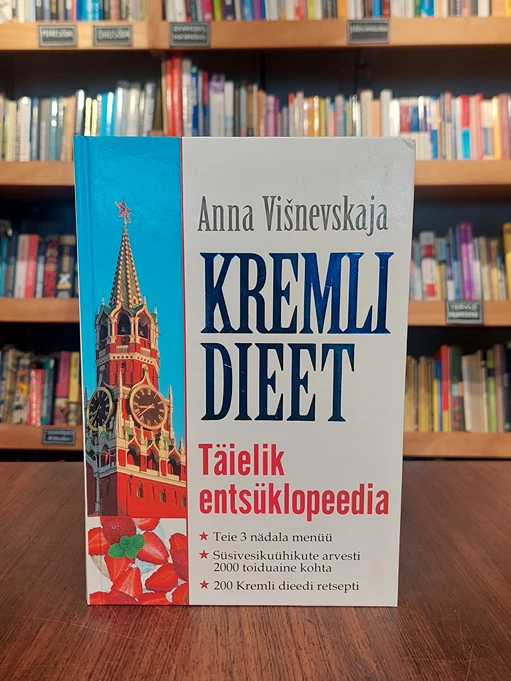 Anna Višnevskaja
KREMLI
DIEET
Täielik
entsüklopeedia
★ Teie 3 nädala menüü
★ Süsivesikuühikute arvesti
2000 toiduaine kohta
★ 200 Kremli dieedi retsepti